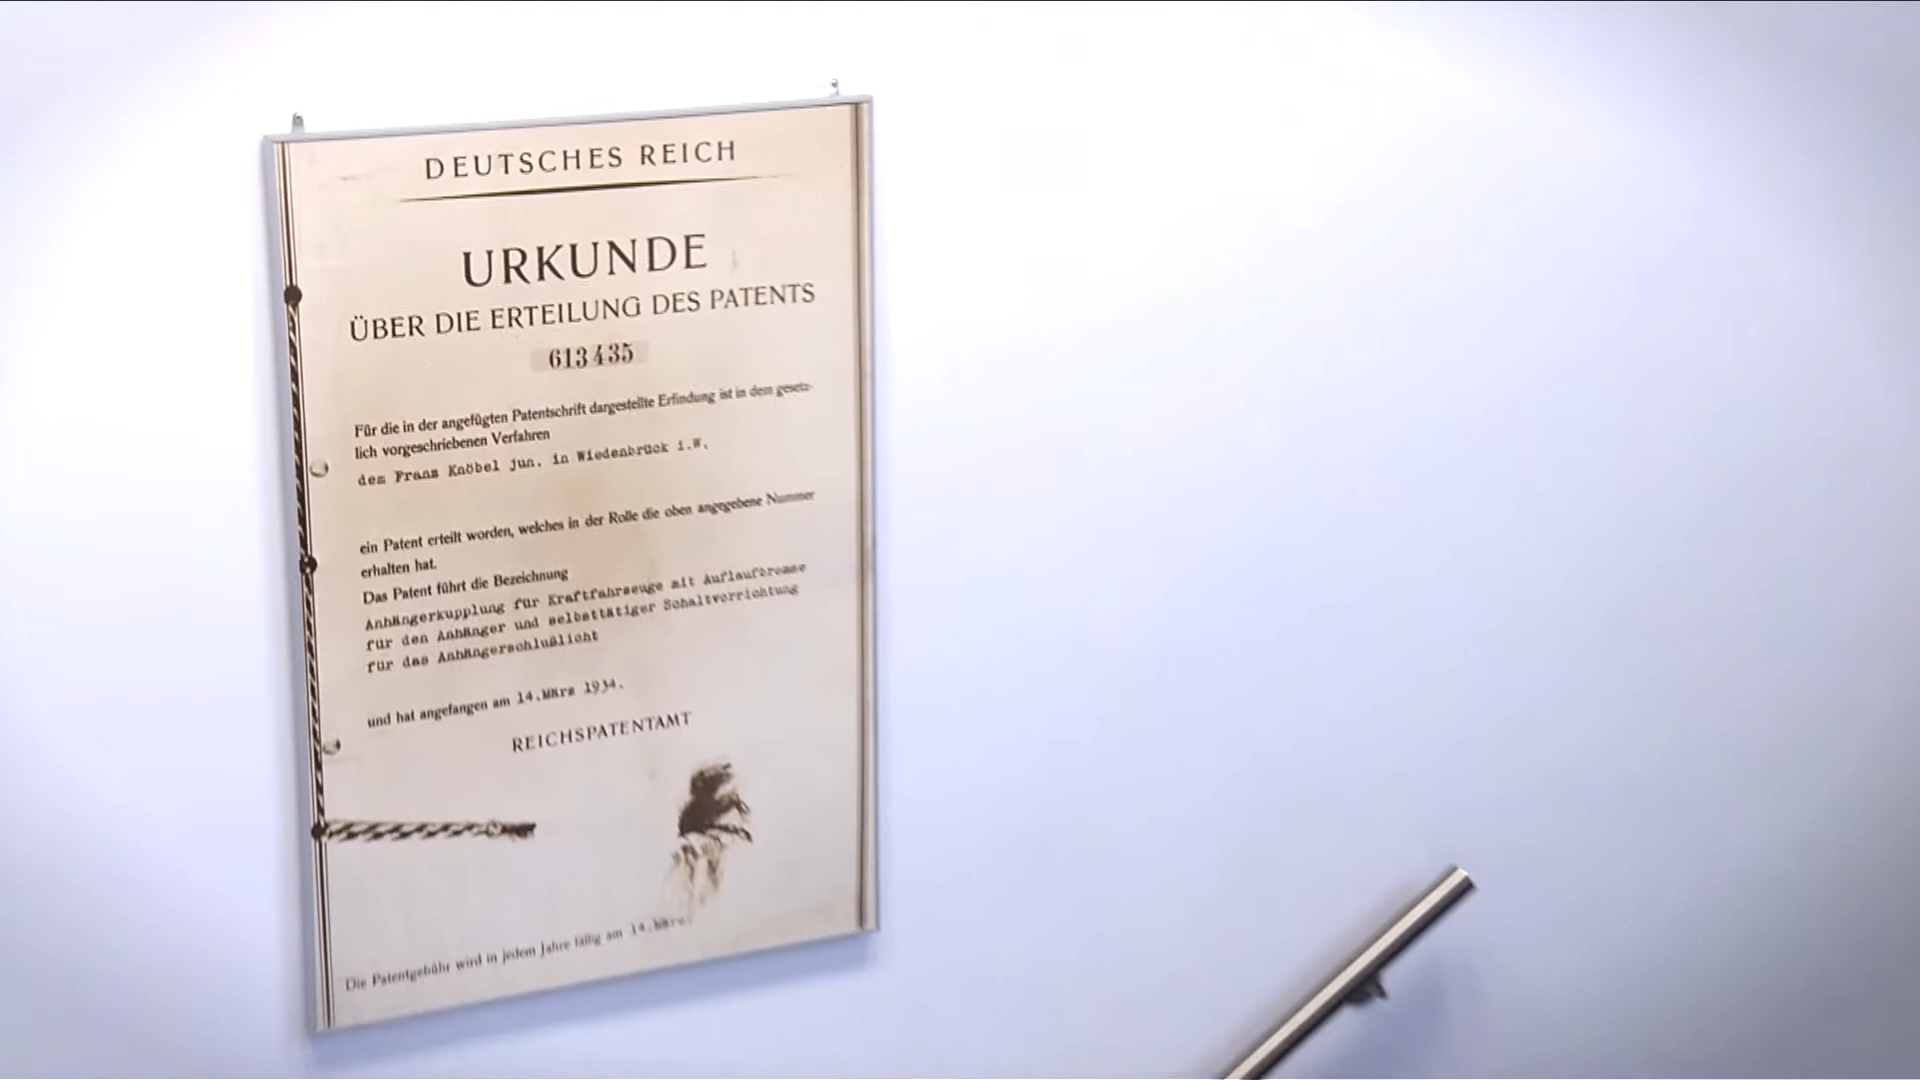 DEUTSCHES REICH
URKUNDE
ÜBER DIE ERTEILUNG DES PATENTS
613435
Für die in der angefügten Patentschrift dargestellte Erfindung ist in dem gesetz-
lich vorgeschriebenen Verfahren
dem Franz Knöbel jun. in Wiedenbrück i.W.
ein Patent erteilt worden, welches in der Rolle die oben angegebene Nummer
erhalten hat.
Das Patent führt die Bezeichnung
Anhängerkupplung für Kraftfahrzeuge mit Auflaufbremse
für den Anhänger und selbsttätiger Schaltvorrichtung
für das Anhängerschlußlicht
und hat angefangen am 14.März 1934.
REICHSPATENTAMT
Die Patentgebühr wird in jedem Jahre fällig am 14.März.